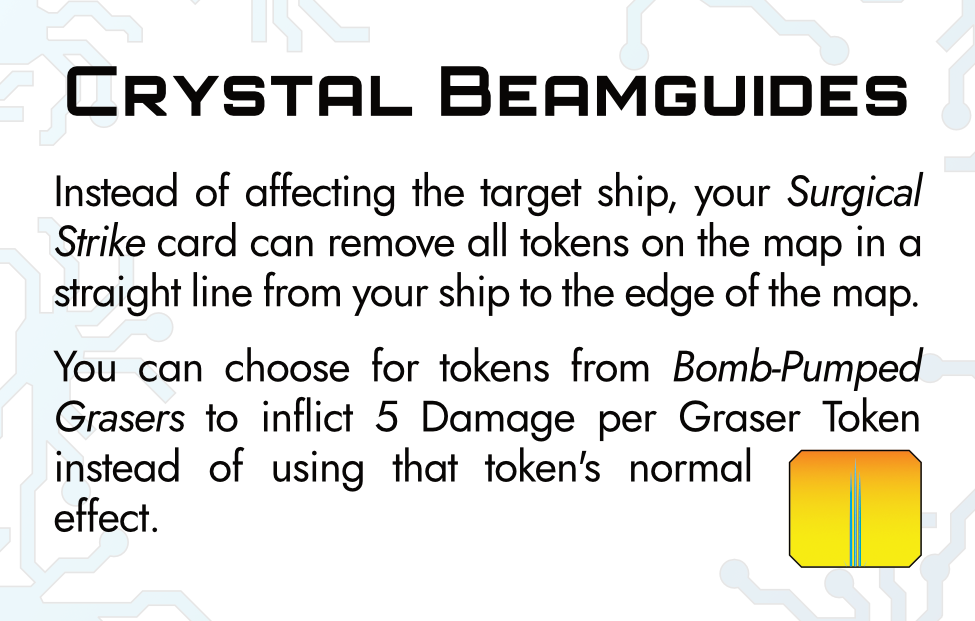 Crystal Beamguides
Instead of affecting the target ship, your Surgical
Strike card can remove all tokens on the map in a
straight line from your ship to the edge of the map.
You can choose for tokens from Bomb-Pumped
Grasers to inflict 5 Damage per Graser Token
instead of using that token's normal
effect.